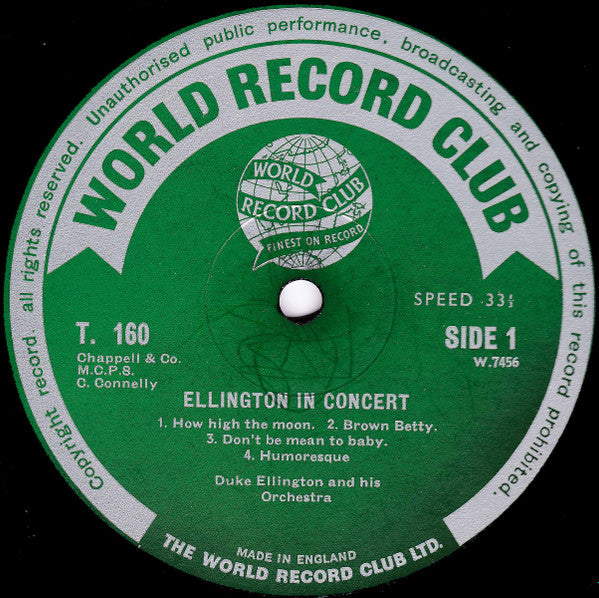 Copyright record. all rights reserved. Unauthorised public performance, broadcasting and copying of this record prohibited.
WORLD RECORD CLUB
WORLD
RECORD CLUB
FINEST ON RECORD
SPEED 33⅓
T. 160
SIDE 1
Chappell & Co.
W.7456
M.C.P.S.
C. Connelly
ELLINGTON IN CONCERT
1. How high the moon. 2. Brown Betty.
3. Don't be mean to baby.
4. Humoresque
Duke Ellington and his
Orchestra
MADE IN ENGLAND
THE WORLD RECORD CLUB LTD.